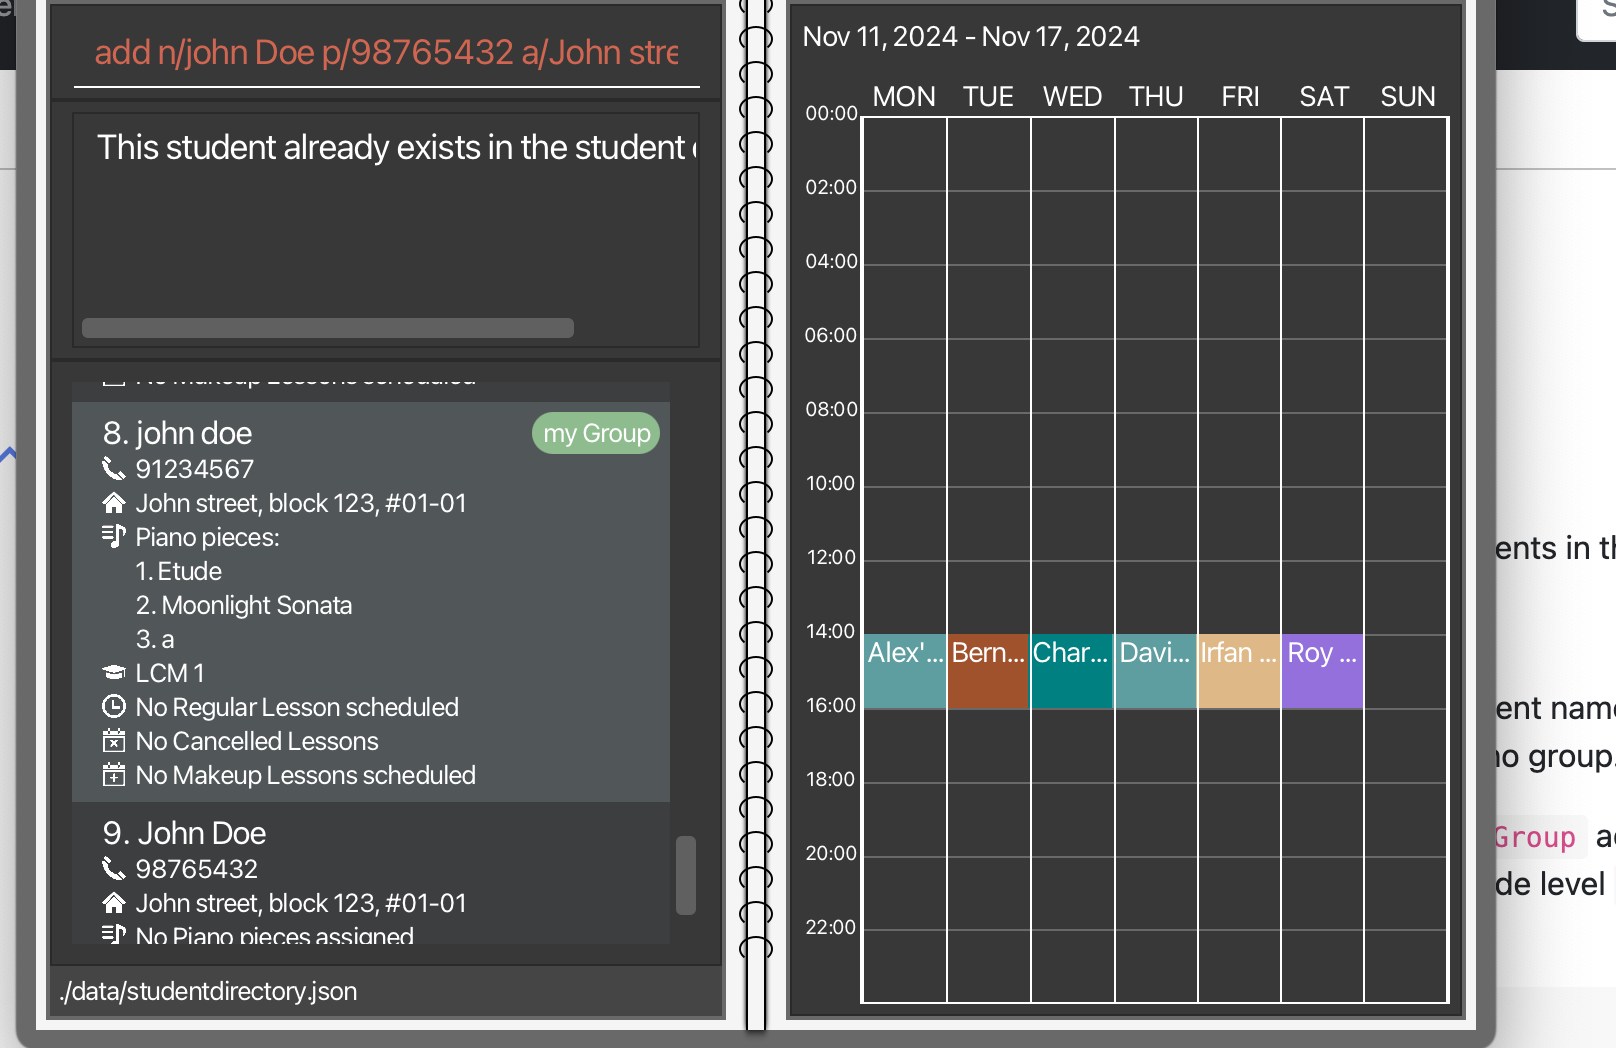 add n/john Doe p/98765432 a/John stre
This student already exists in the student
No Makeup Lessons scheduled
8. john doe
my Group
91234567
John street, block 123, #01-01
Piano pieces:
1. Etude
2. Moonlight Sonata
3. a
LCM 1
No Regular Lesson scheduled
No Cancelled Lessons
No Makeup Lessons scheduled
9. John Doe
98765432
John street, block 123, #01-01
No Piano pieces assigned
./data/studentdirectory.json
Nov 11, 2024 - Nov 17, 2024
MON TUE WED THU FRI SAT SUN
00:00
02:00
04:00
06:00
08:00
10:00
12:00
14:00
Alex'... Bern... Char... Davi... Irfan ... Roy ...
16:00
18:00
20:00
22:00
ents in th
ent name
no group.
Group a
de level